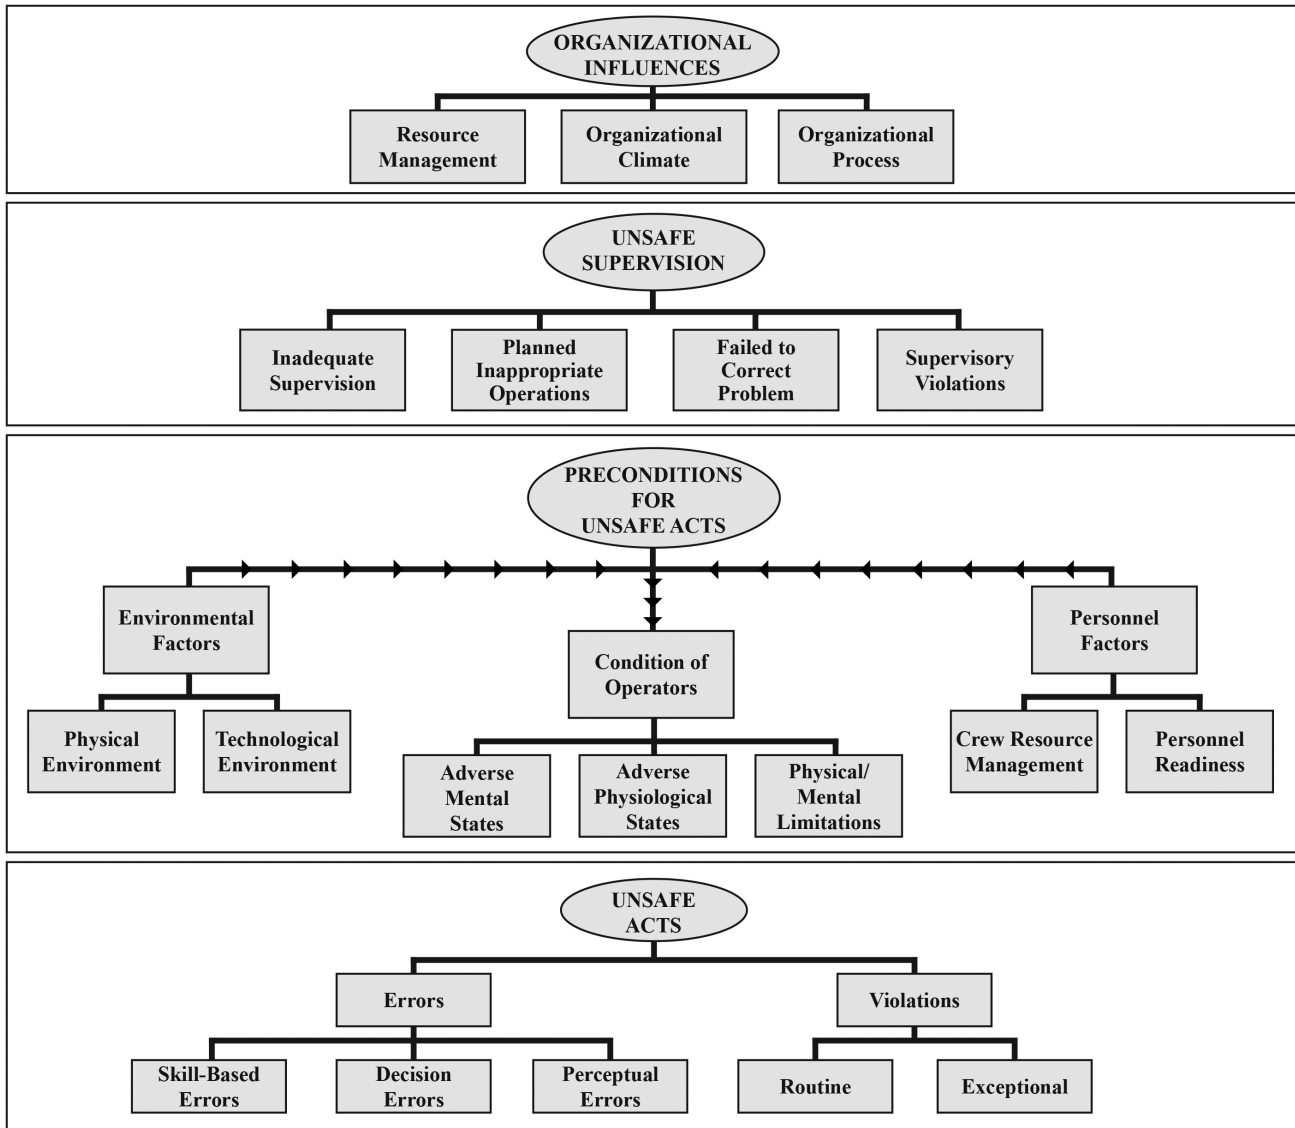 ORGANIZATIONAL
INFLUENCES
Resource
Management
Organizational
Climate
Organizational
Process
UNSAFE
SUPERVISION
Inadequate
Supervision
Planned
Inappropriate
Operations
Failed to
Correct
Problem
Supervisory
Violations
PRECONDITIONS
FOR
UNSAFE ACTS
Environmental
Factors
Condition of
Operators
Personnel
Factors
Physical
Environment
Technological
Environment
Adverse
Mental
States
Adverse
Physiological
States
Physical/
Mental
Limitations
Crew Resource
Management
Personnel
Readiness
UNSAFE
ACTS
Errors
Violations
Skill-Based
Errors
Decision
Errors
Perceptual
Errors
Routine
Exceptional